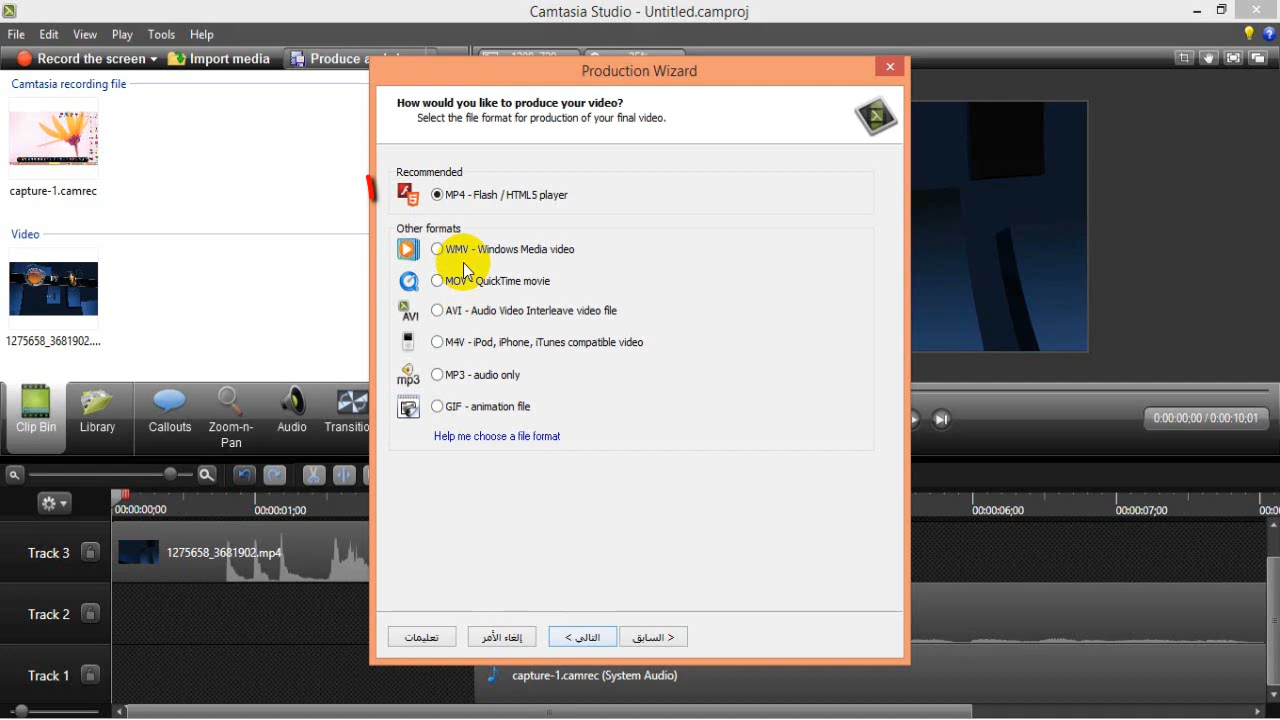 Camtasia Studio - Untitled.camproj
File Edit View Play Tools Help
Record the screen Import media Produce
Camtasia recording file
capture-1.camrec
Video
1275658_3681902....
Production Wizard
How would you like to produce your video?
Select the file format for production of your final video.
Recommended
MP4 - Flash / HTML5 player
Other formats
WMV - Windows Media video
MOV - QuickTime movie
AVI
AVI - Audio Video Interleave video file
M4V - iPod, iPhone, iTunes compatible video
mp3
MP3 - audio only
GIF - animation file
Help me choose a file format
تعليمات
إلغاء الأمر
التالي >
< السابق
Clip Bin
Library
Callouts
Zoom-n-
Pan
Audio
Transitio
0:00:00;00 / 0:00:10;01
00:00:00;00 00:00:01;00 00:00:06;00 00:00:07;00
Track 3
1275658_3681902.mp4
Track 2
Track 1
capture-1.camrec (System Audio)